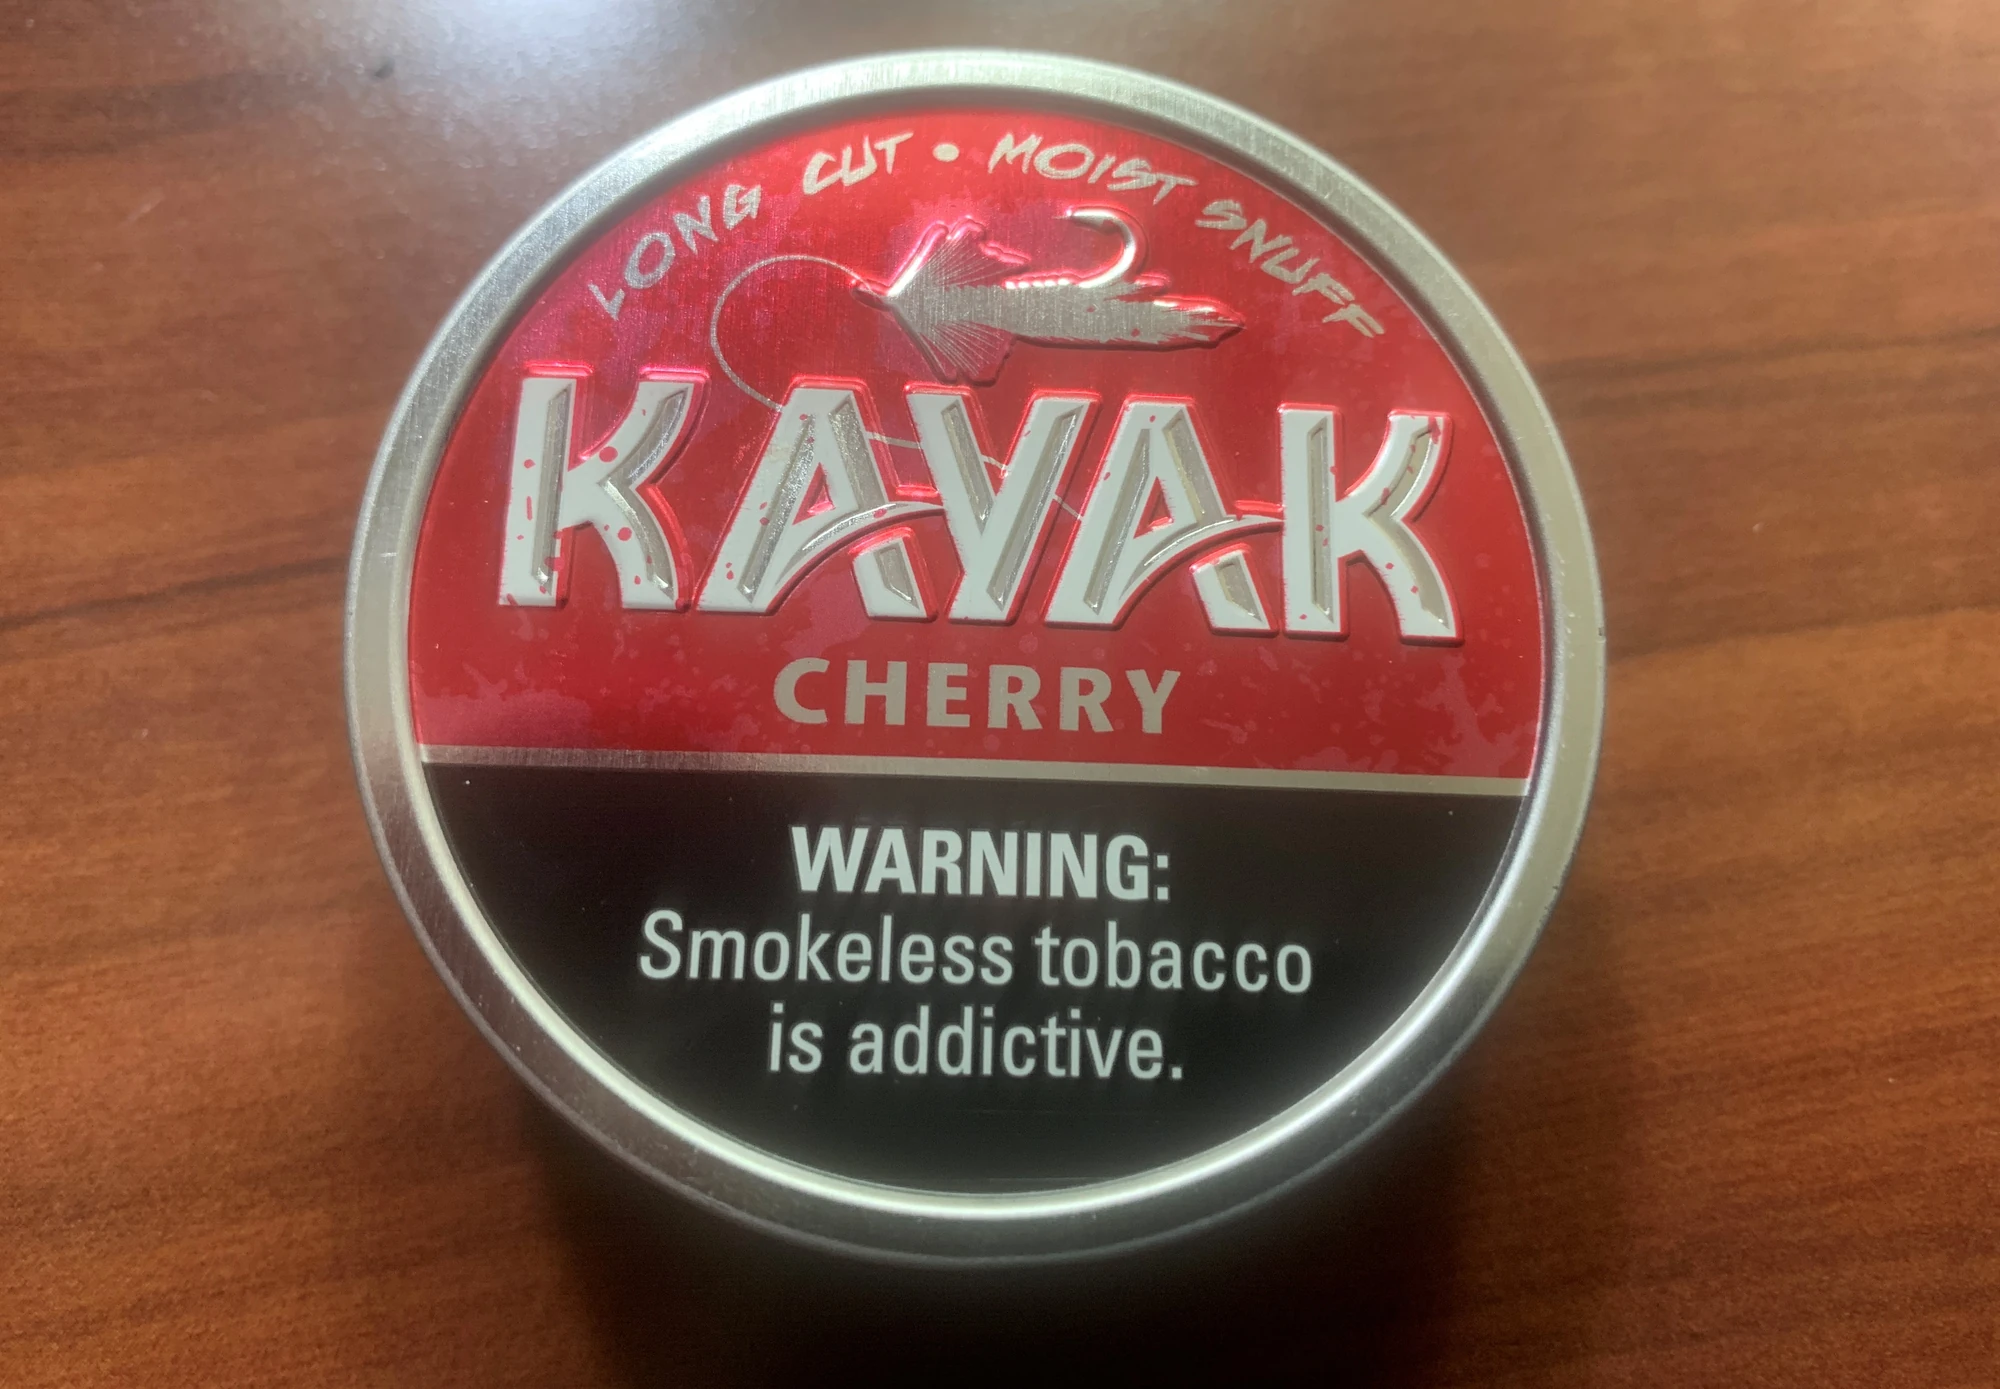 LONG CUT • MOIST SNUFF
KAYAK
CHERRY
WARNING:
Smokeless tobacco
is addictive.